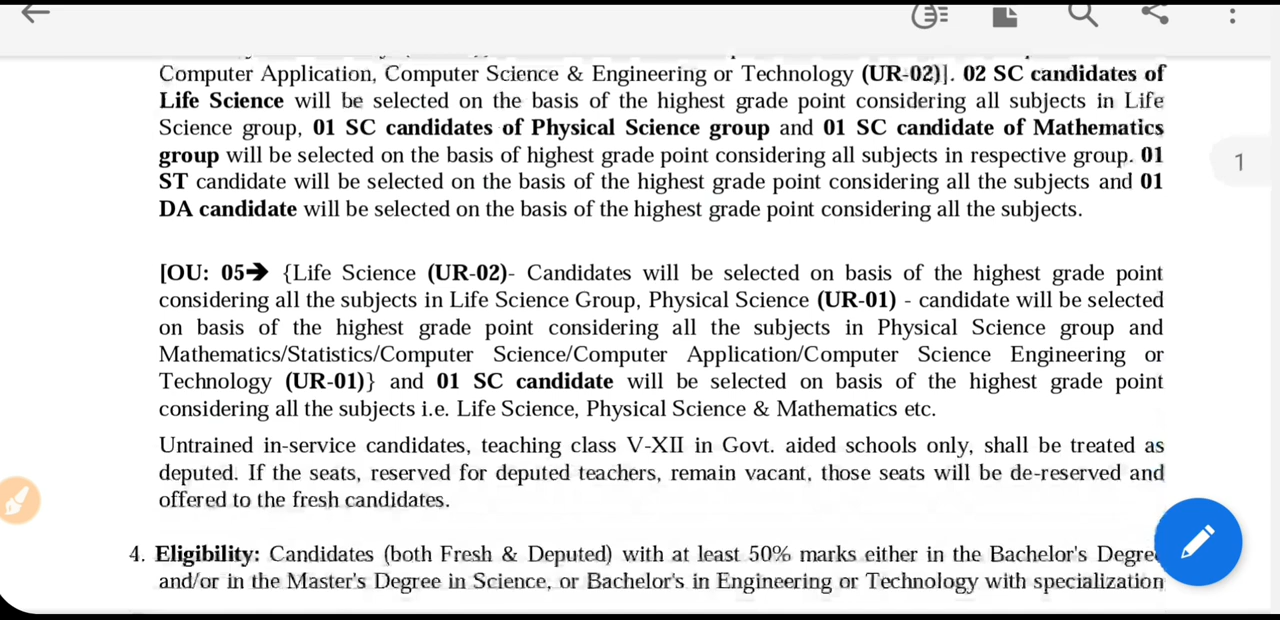 Computer Application, Computer Science & Engineering or Technology (UR-02)]. 02 SC candidates of
Life Science will be selected on the basis of the highest grade point considering all subjects in Life
Science group, 01 SC candidates of Physical Science group and 01 SC candidate of Mathematics
group will be selected on the basis of highest grade point considering all subjects in respective group. 01
ST candidate will be selected on the basis of the highest grade point considering all the subjects and 01
DA candidate will be selected on the basis of the highest grade point considering all the subjects.
1
[OU: 05➔ {Life Science (UR-02)- Candidates will be selected on basis of the highest grade point
considering all the subjects in Life Science Group, Physical Science (UR-01) - candidate will be selected
on basis of the highest grade point considering all the subjects in Physical Science group and
Mathematics/Statistics/Computer Science/Computer Application/Computer Science Engineering or
Technology (UR-01)} and 01 SC candidate will be selected on basis of the highest grade point
considering all the subjects i.e. Life Science, Physical Science & Mathematics etc.
Untrained in-service candidates, teaching class V-XII in Govt. aided schools only, shall be treated as
deputed. If the seats, reserved for deputed teachers, remain vacant, those seats will be de-reserved and
offered to the fresh candidates.
4. Eligibility: Candidates (both Fresh & Deputed) with at least 50% marks either in the Bachelor's Degree
and/or in the Master's Degree in Science, or Bachelor's in Engineering or Technology with specialization